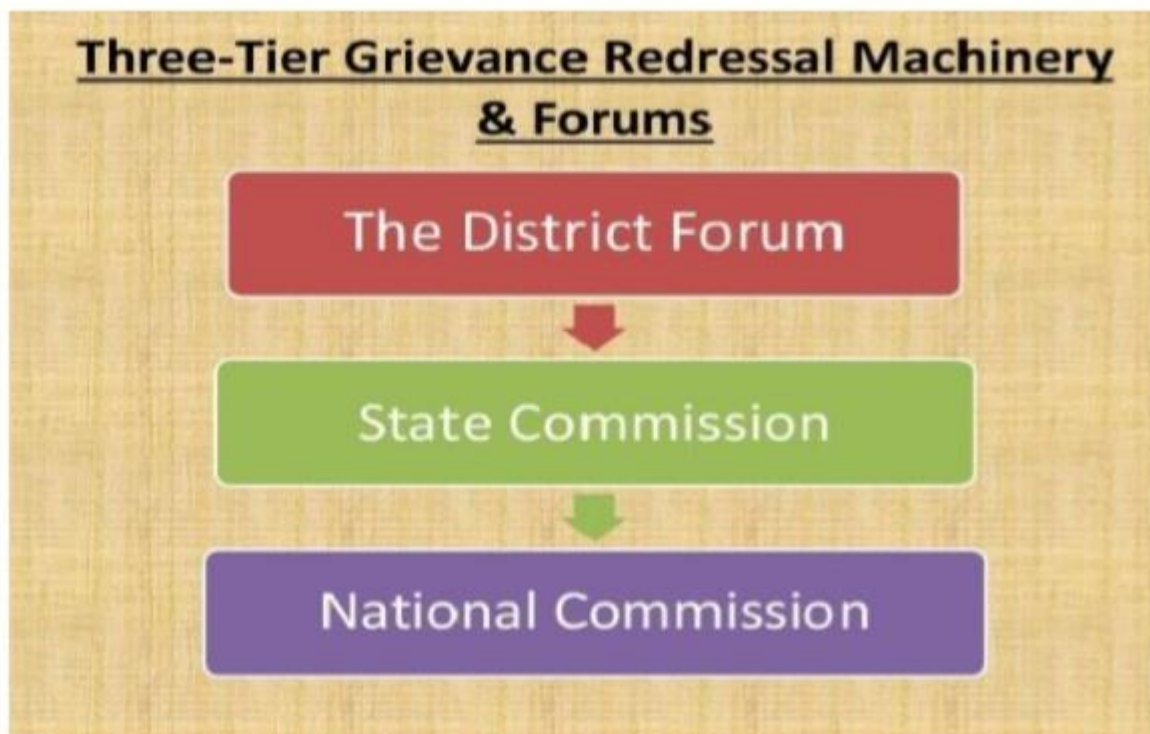 Three-Tier Grievance Redressal Machinery
& Forums
The District Forum
State Commission
National Commission